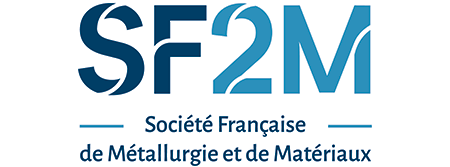 SF2M
Société Française
de Métallurgie et de Matériaux